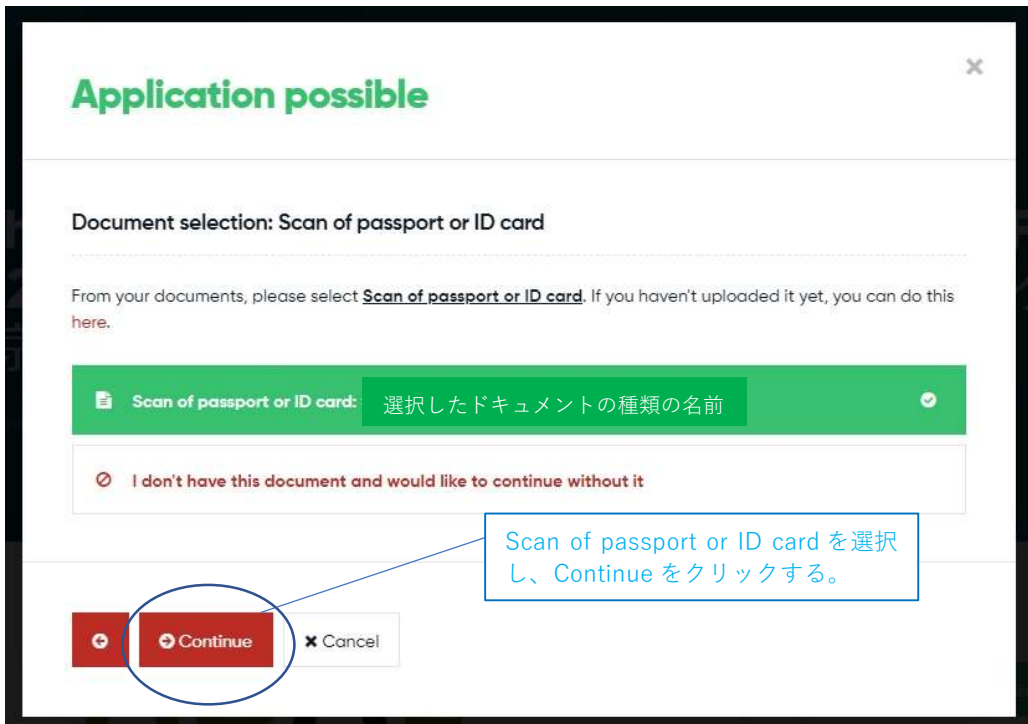 Application possible
Document selection: Scan of passport or ID card
From your documents, please select Scan of passport or ID card. If you haven't uploaded it yet, you can do this
here.
Scan of passport or ID card: 選択したドキュメントの種類の名前
I don't have this document and would like to continue without it
Scan of passport or ID card を選択
し、Continue をクリックする。
Continue
Cancel